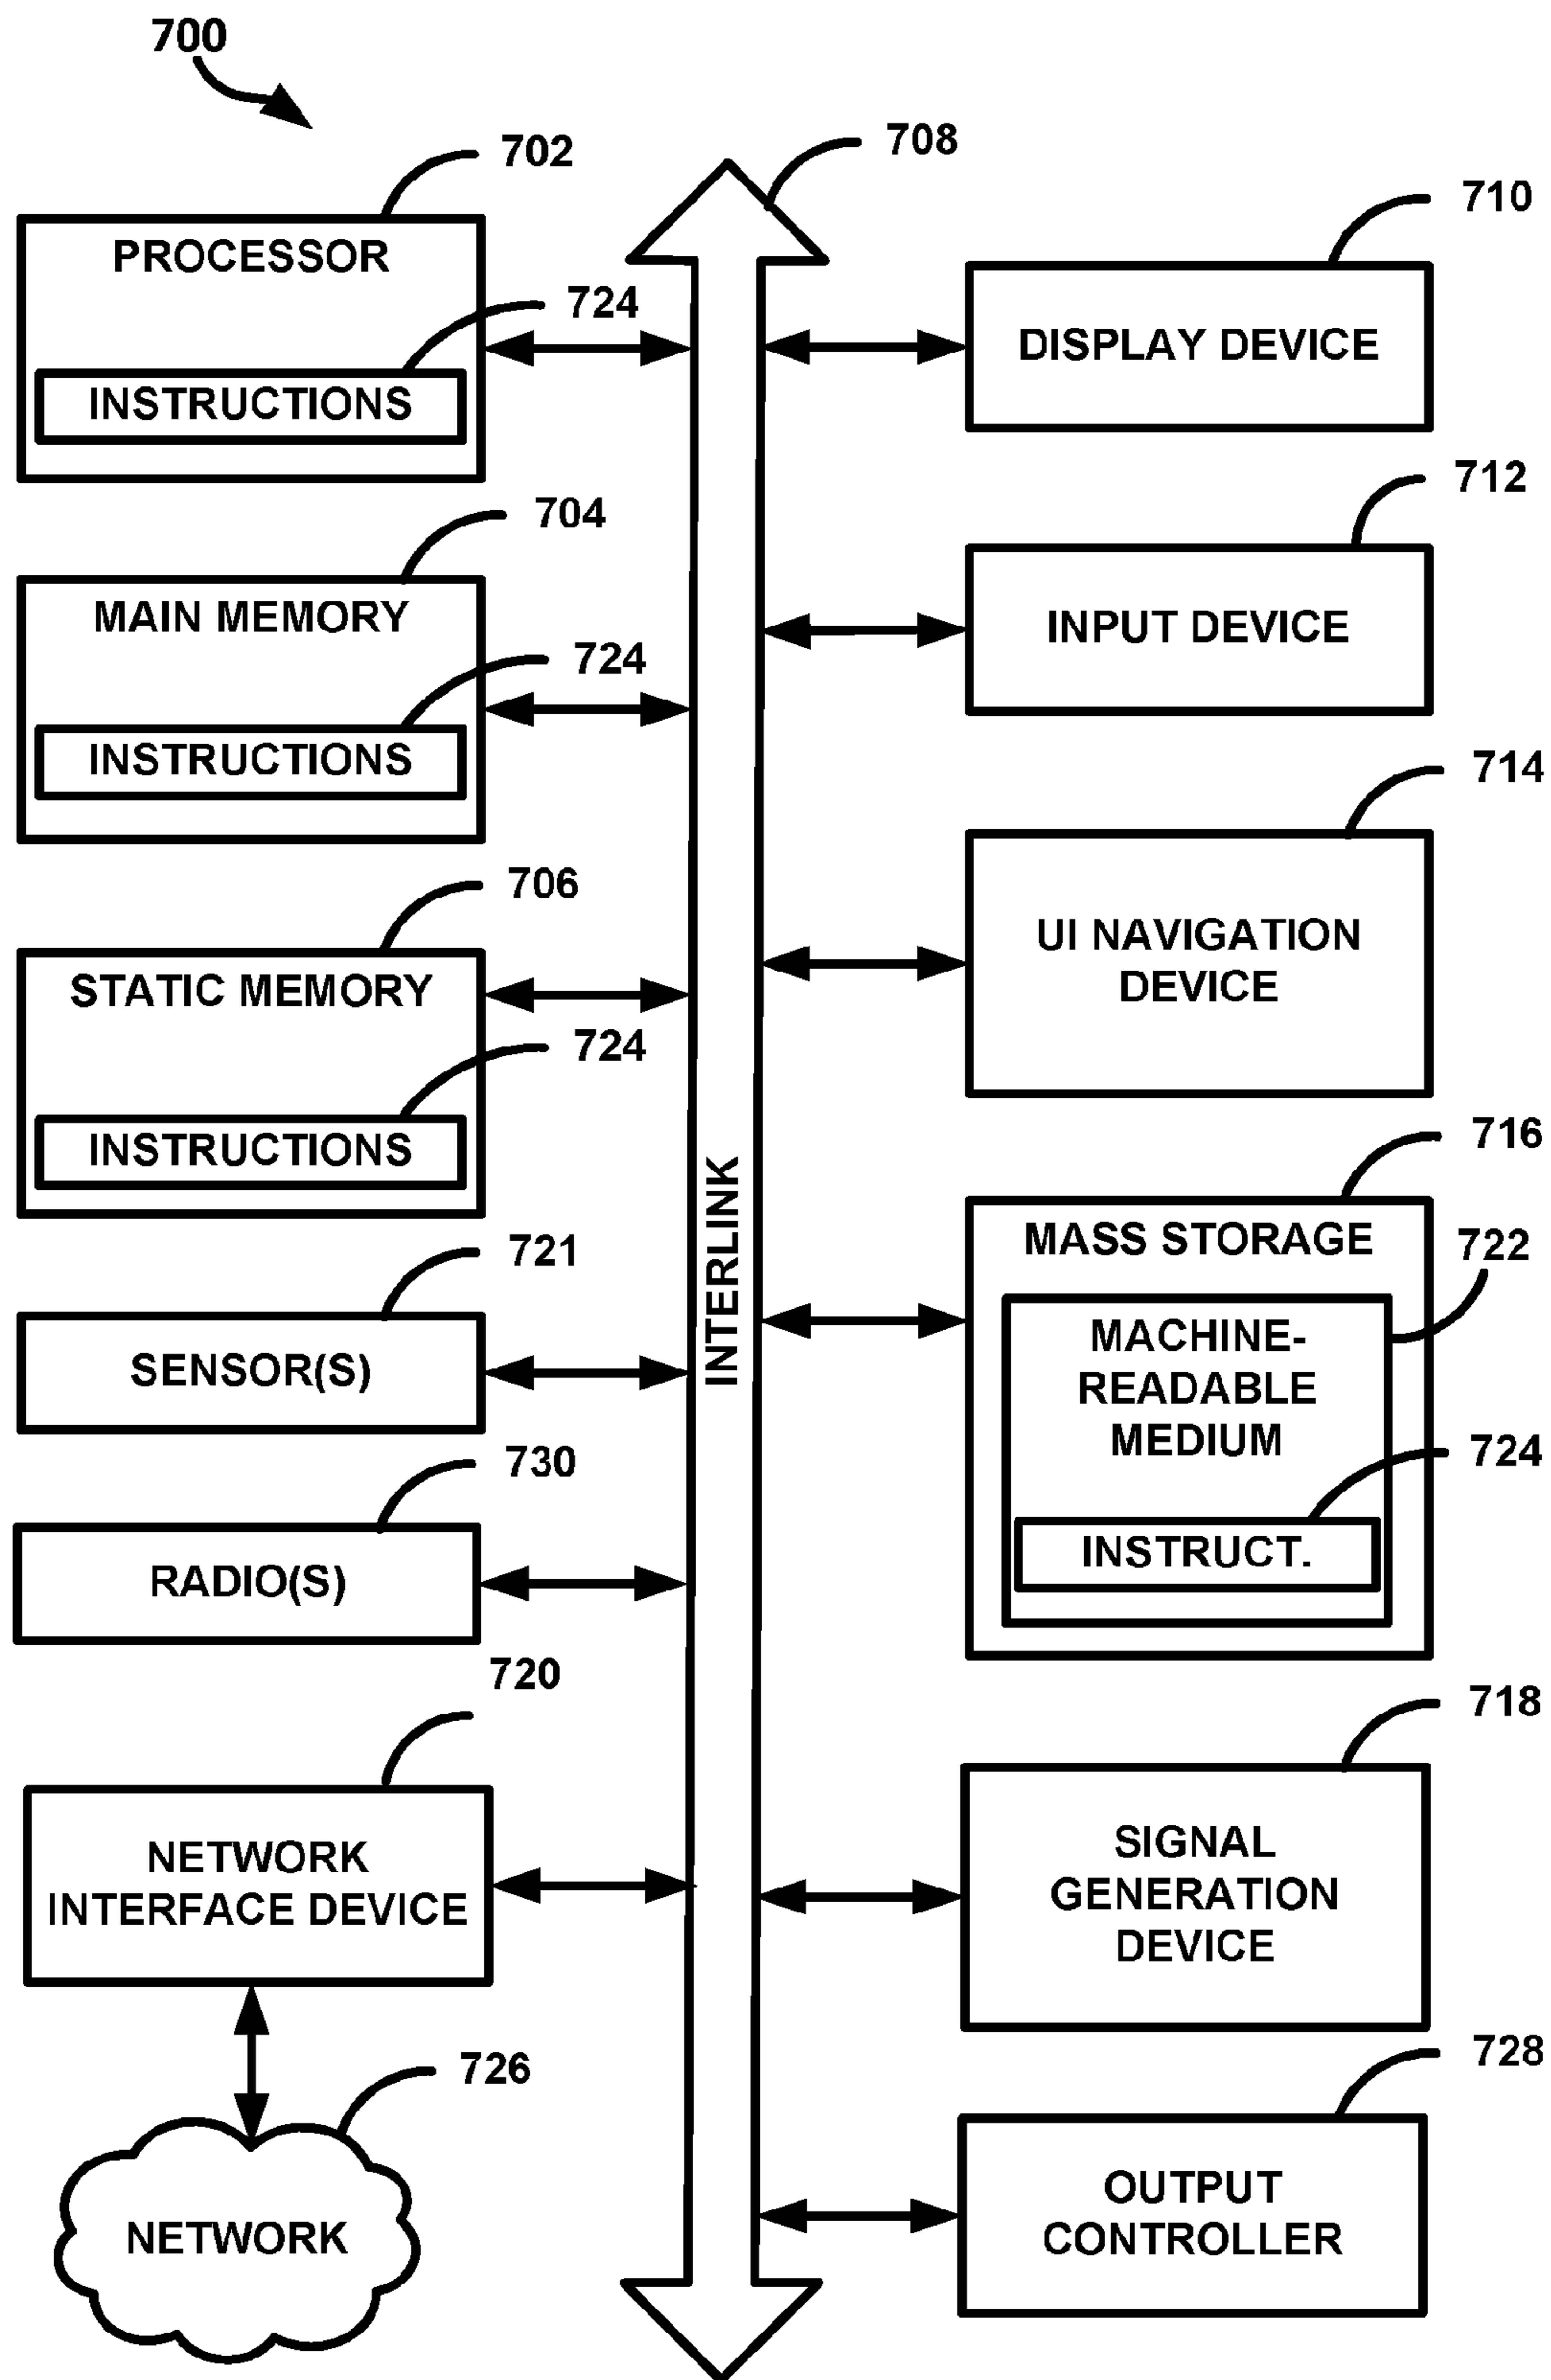 700
702
PROCESSOR
724
INSTRUCTIONS
704
MAIN MEMORY
724
INSTRUCTIONS
706
STATIC MEMORY
724
INSTRUCTIONS
721
SENSOR(S)
730
RADIO(S)
720
NETWORK
INTERFACE DEVICE
726
NETWORK
708
INTERLINK
710
DISPLAY DEVICE
712
INPUT DEVICE
714
UI NAVIGATION
DEVICE
716
MASS STORAGE
722
MACHINE-
READABLE
MEDIUM
724
INSTRUCT.
718
SIGNAL
GENERATION
DEVICE
728
OUTPUT
CONTROLLER